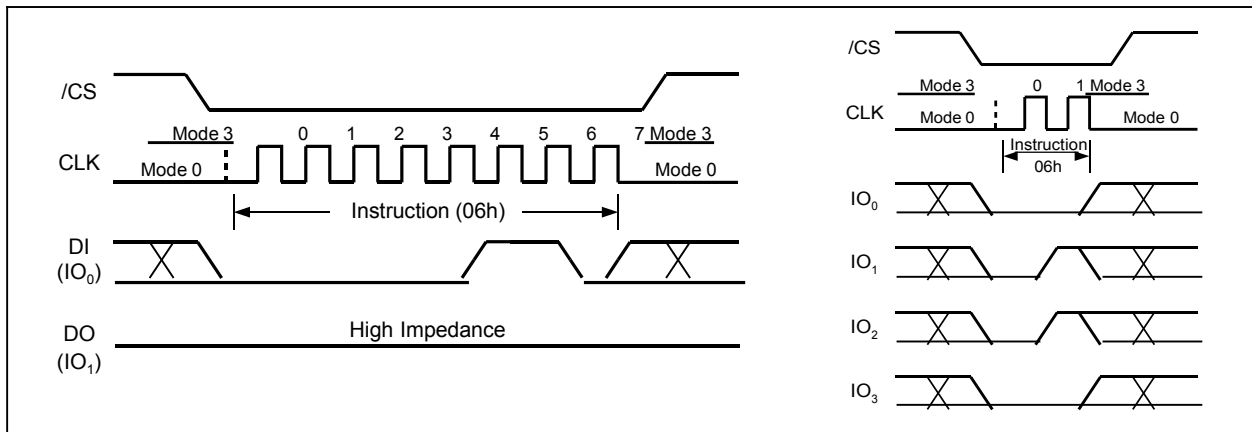 /CS
Mode 3 0 1 2 3 4 5 6 7 Mode 3
CLK
Mode 0 Mode 0
Instruction (06h)
DI
(IO0)
High Impedance
DO
(IO1)
/CS
Mode 3 0 1 Mode 3
CLK
Mode 0 Mode 0
Instruction
06h
IO0
IO1
IO2
IO3